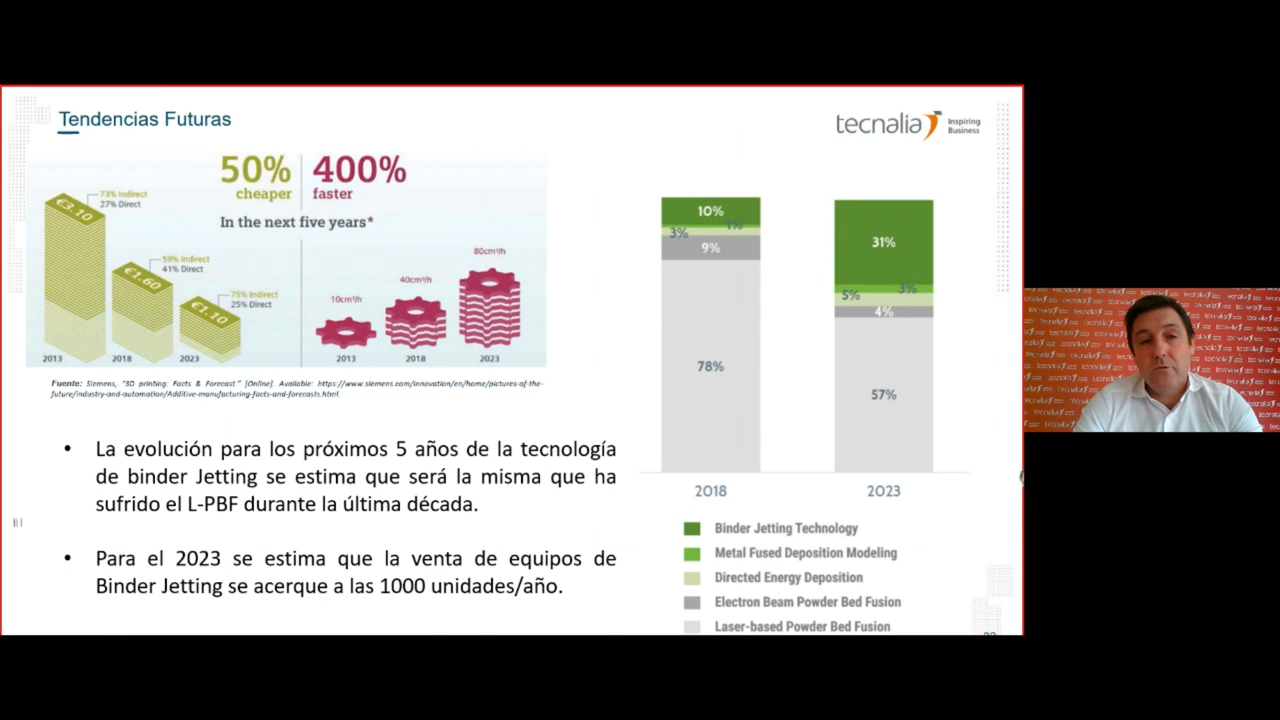 Tendencias Futuras
tecnalia Inspiring
Business
50% 400%
cheaper faster
In the next five years*
73% Indirect
27% Direct
€3.10
59% Indirect
41% Direct
€1.60
75% Indirect
25% Direct
€1.10
2013 2018 2023
10cm³/h
40cm³/h
80cm³/h
2013 2018 2023
Fuente: Siemens, "3D printing: Facts & Forecast." [Online]. Available: https://www.siemens.com/innovation/en/home/pictures-of-the-
future/industry-and-automation/Additive-manufacturing-facts-and-forecasts.html.
• La evolución para los próximos 5 años de la tecnología
de binder Jetting se estima que será la misma que ha
sufrido el L-PBF durante la última década.
• Para el 2023 se estima que la venta de equipos de
Binder Jetting se acerque a las 1000 unidades/año.
10%
1%
3%
9%
78%
31%
3%
5%
4%
57%
2018 2023
Binder Jetting Technology
Metal Fused Deposition Modeling
Directed Energy Deposition
Electron Beam Powder Bed Fusion
Laser-based Powder Bed Fusion